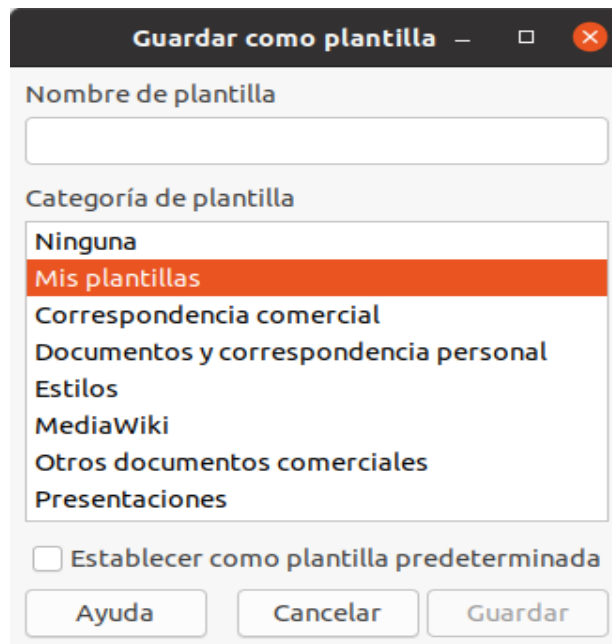 Guardar como plantilla
Nombre de plantilla
Categoría de plantilla
Ninguna
Mis plantillas
Correspondencia comercial
Documentos y correspondencia personal
Estilos
MediaWiki
Otros documentos comerciales
Presentaciones
Establecer como plantilla predeterminada
Ayuda Cancelar Guardar